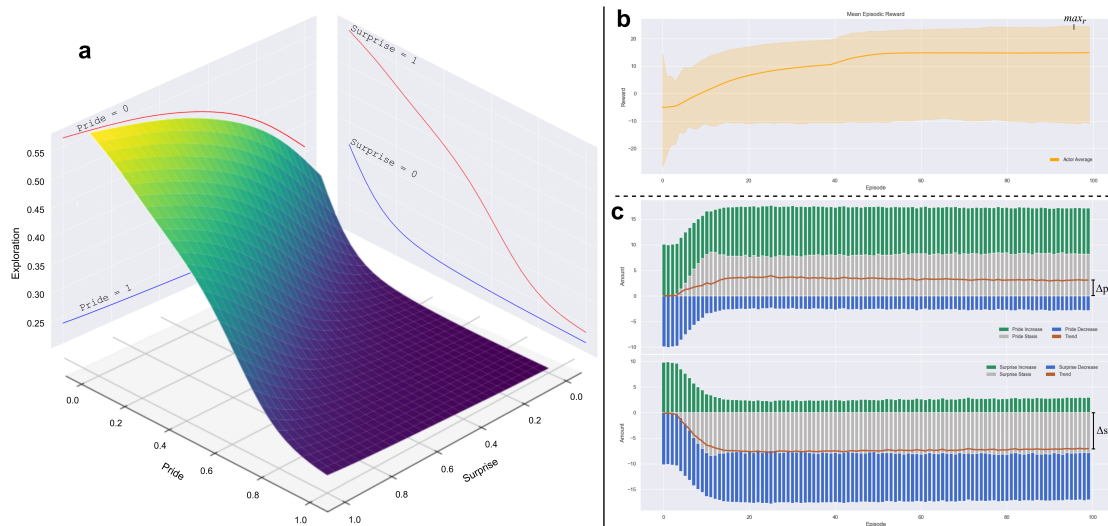 a
Surprise = 1
Pride = 0
Surprise = 0
Pride = 1
Exploration
0.55
0.50
0.45
0.40
0.35
0.30
0.25
0.0
0.2
0.4
0.6
0.8
1.0
Pride
0.0
0.2
0.4
0.6
0.8
1.0
Surprise
b
Mean Episodic Reward
max_r
Reward
20
10
0
−10
−20
Actor Average
0 20 40 60 80 100
Episode
c
Amount
15
10
5
0
−5
−10
Δp
Pride Increase Pride Decrease
Pride Stasis Trend
Amount
10
5
0
−5
−10
−15
Surprise Increase Surprise Decrease
Surprise Stasis Trend
Δs
0 20 40 60 80 100
Episode